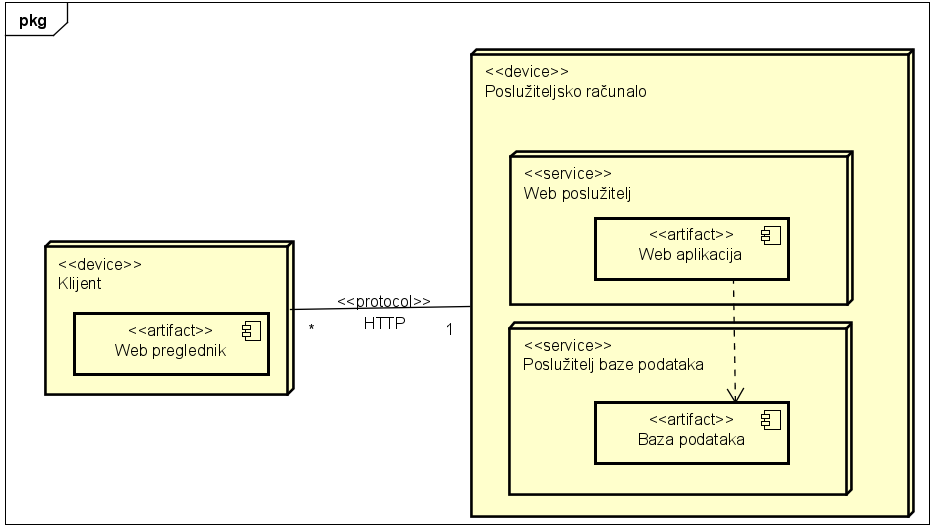 pkg
<<device>>
Poslužiteljsko računalo
<<service>>
Web poslužitelj
<<artifact>>
Web aplikacija
<<device>>
Klijent
<<artifact>>
Web preglednik
<<protocol>>
HTTP
*
1
<<service>>
Poslužitelj baze podataka
<<artifact>>
Baza podataka